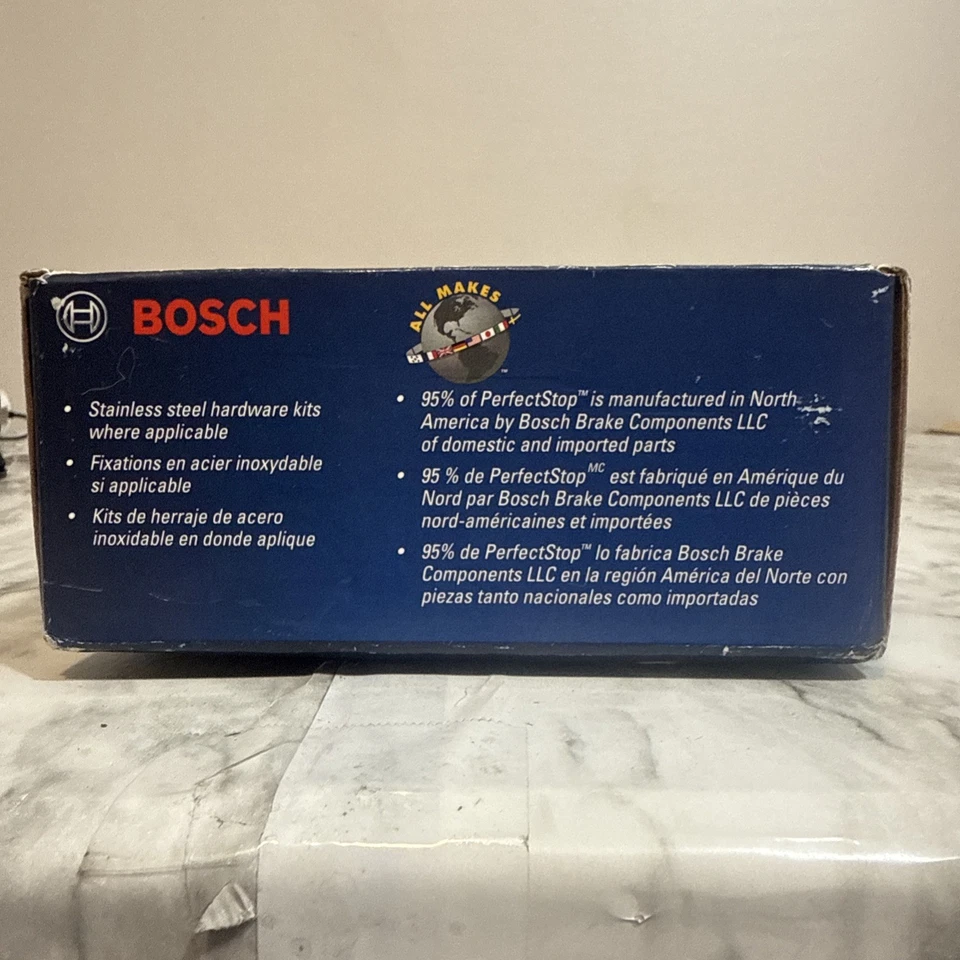 BOSCH
ALL MAKES
™
• Stainless steel hardware kits
where applicable
• Fixations en acier inoxydable
si applicable
• Kits de herraje de acero
inoxidable en donde aplique
• 95% of PerfectStop™ is manufactured in North
America by Bosch Brake Components LLC
of domestic and imported parts
• 95 % de PerfectStop MC est fabriqué en Amérique du
Nord par Bosch Brake Components LLC de pièces
nord-américaines et importées
• 95% de PerfectStop™ lo fabrica Bosch Brake
Components LLC en la región América del Norte con
piezas tanto nacionales como importadas